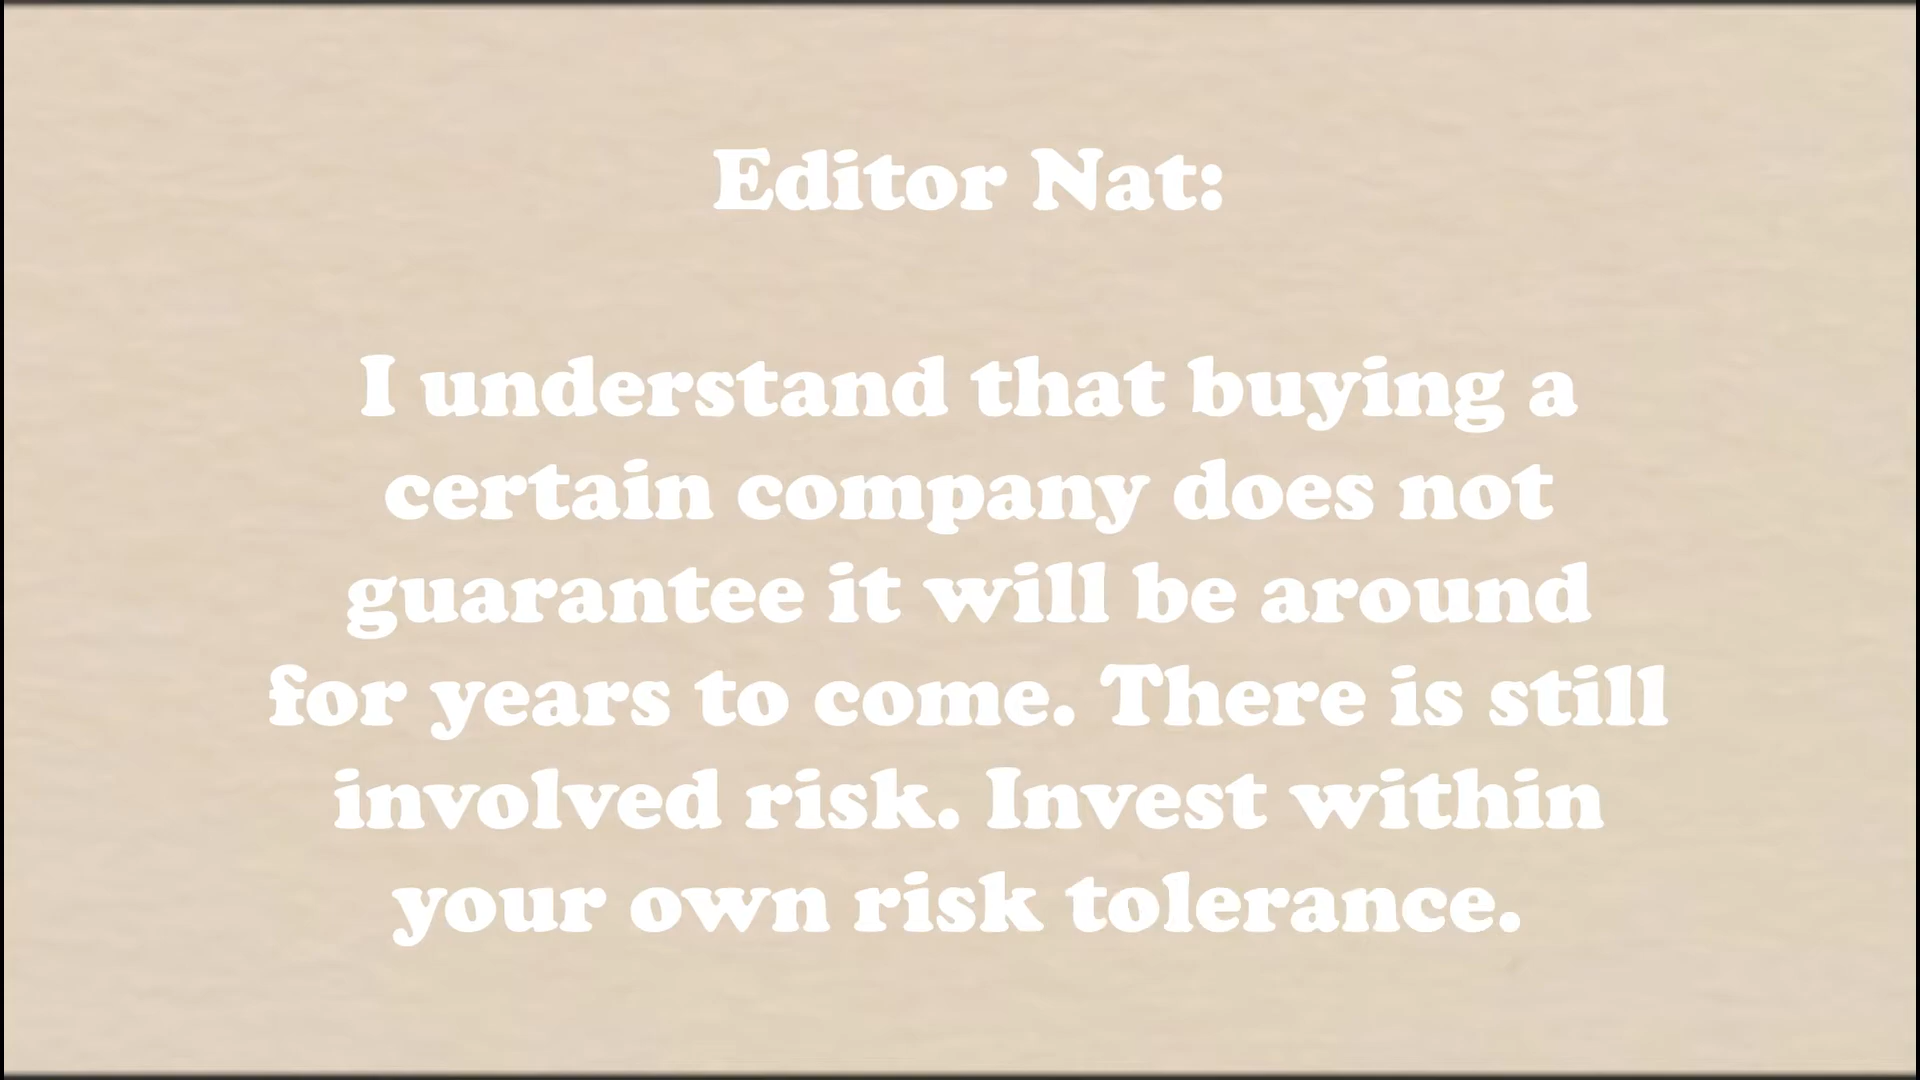 Editor Nat:
I understand that buying a
certain company does not
guarantee it will be around
for years to come. There is still
involved risk. Invest within
your own risk tolerance.